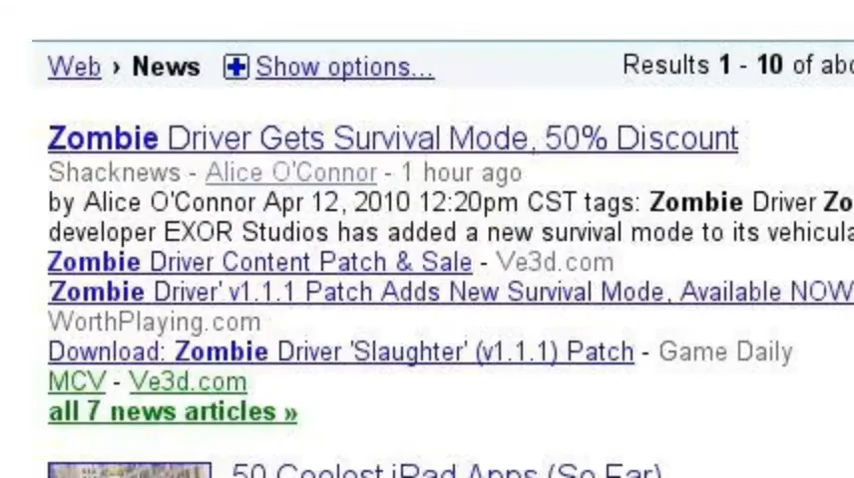 Web › News + Show options...
Results 1 - 10 of
Zombie Driver Gets Survival Mode, 50% Discount
Shacknews - Alice O'Connor - 1 hour ago
by Alice O'Connor Apr 12, 2010 12:20pm CST tags: Zombie Driver Zo
developer EXOR Studios has added a new survival mode to its vehicula
Zombie Driver Content Patch & Sale - Ve3d.com
'Zombie Driver' v1.1.1 Patch Adds New Survival Mode, Available NOW
WorthPlaying.com
Download: Zombie Driver 'Slaughter' (v1.1.1) Patch - Game Daily
MCV - Ve3d.com
all 7 news articles »
50 Coolest iPad Apps (So Far)